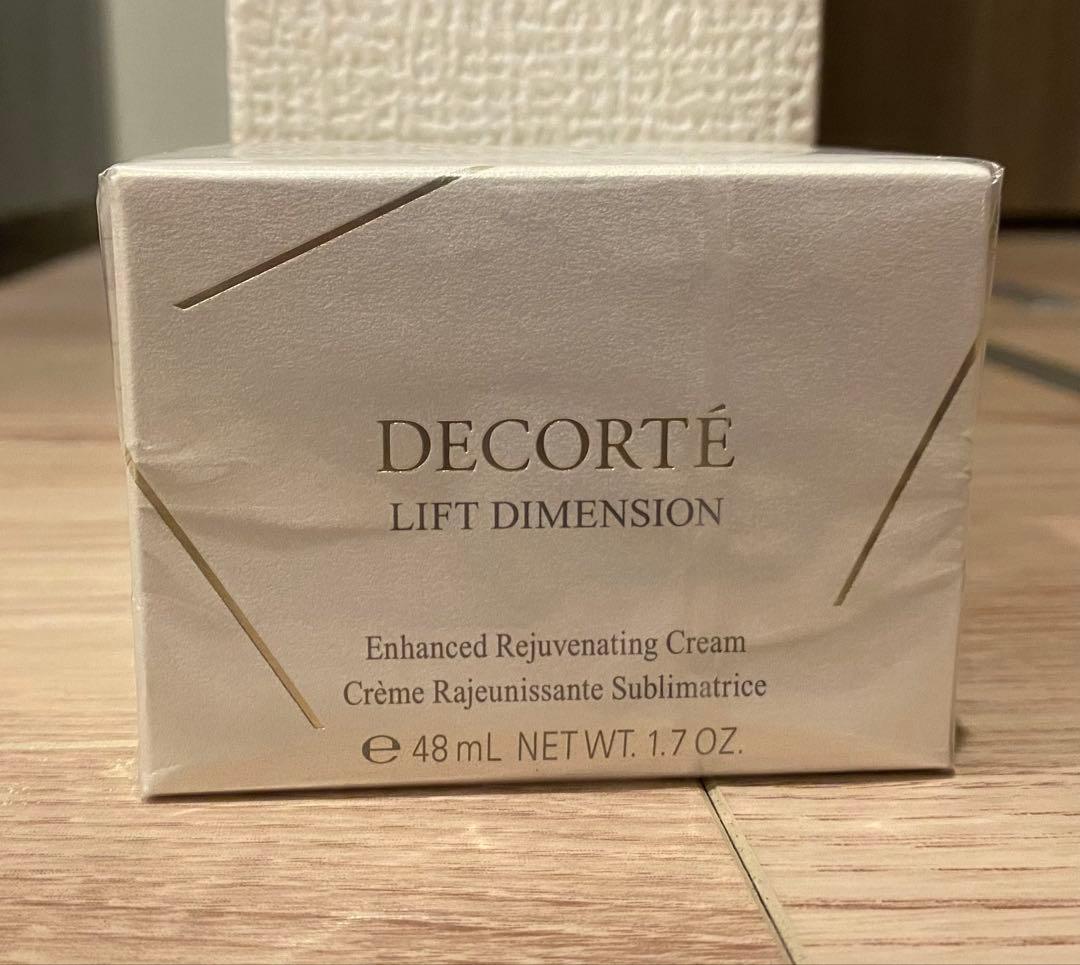 DECORTÉ
LIFT DIMENSION
Enhanced Rejuvenating Cream
Crème Rajeunissante Sublimatrice
℮ 48 mL NET WT. 1.7 OZ.